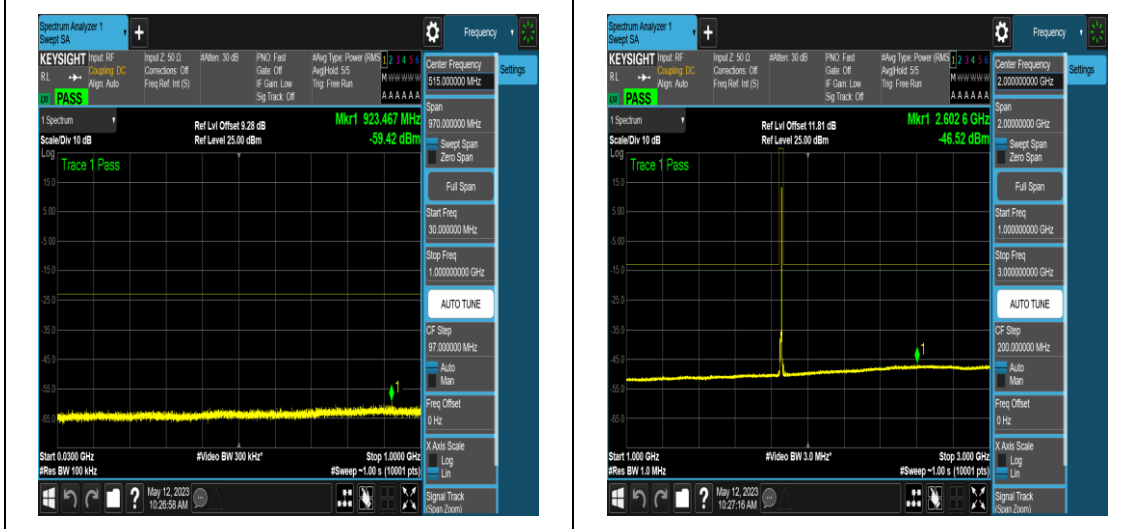 Spectrum Analyzer 1
Swept SA
+
Frequency
KEYSIGHT Input: RF
Coupling: DC
Align: Auto
Input Z: 50 Ω
Corrections: Off
Freq Ref: Int (S)
#Atten: 30 dB
PNO: Fast
Gate: Off
IF Gain: Low
Sig Track: Off
#Avg Type: Power (RMS
Avg|Hold: 5/5
Trig: Free Run
1 2 3 4 5 6
M W W W W W
A A A A A A
RL
PASS
Center Frequency
515.000000 MHz
Settings
1 Spectrum
Scale/Div 10 dB
Ref Lvl Offset 9.28 dB
Ref Level 25.00 dBm
Mkr1 923.467 MHz
-59.42 dBm
Log
Trace 1 Pass
15.0
5.00
-5.00
-15.0
-25.0
-35.0
-45.0
-55.0
-65.0
1
Start 0.0300 GHz
#Res BW 100 kHz
#Video BW 300 kHz*
Stop 1.0000 GHz
#Sweep ~1.00 s (10001 pts)
Span
970.000000 MHz
Swept Span
Zero Span
Full Span
Start Freq
30.000000 MHz
Stop Freq
1.000000000 GHz
AUTO TUNE
CF Step
97.000000 MHz
Auto
Man
Freq Offset
0 Hz
X Axis Scale
Log
Lin
Signal Track
(Span Zoom)
?
May 12, 2023
10:26:58 AM
Spectrum Analyzer 1
Swept SA
+
Frequency
KEYSIGHT Input: RF
Coupling: DC
Align: Auto
Input Z: 50 Ω
Corrections: Off
Freq Ref: Int (S)
#Atten: 30 dB
PNO: Fast
Gate: Off
IF Gain: Low
Sig Track: Off
#Avg Type: Power (RMS
Avg|Hold: 5/5
Trig: Free Run
1 2 3 4 5 6
M W W W W W
A A A A A A
RL
PASS
Center Frequency
2.000000000 GHz
Settings
1 Spectrum
Scale/Div 10 dB
Ref Lvl Offset 11.81 dB
Ref Level 25.00 dBm
Mkr1 2.602 6 GHz
-46.52 dBm
Log
Trace 1 Pass
15.0
5.00
-5.00
-15.0
-25.0
-35.0
-45.0
-55.0
-65.0
1
Start 1.000 GHz
#Res BW 1.0 MHz
#Video BW 3.0 MHz*
Stop 3.000 GHz
#Sweep ~1.00 s (10001 pts)
Span
2.00000000 GHz
Swept Span
Zero Span
Full Span
Start Freq
1.000000000 GHz
Stop Freq
3.000000000 GHz
AUTO TUNE
CF Step
200.000000 MHz
Auto
Man
Freq Offset
0 Hz
X Axis Scale
Log
Lin
Signal Track
(Span Zoom)
?
May 12, 2023
10:27:16 AM